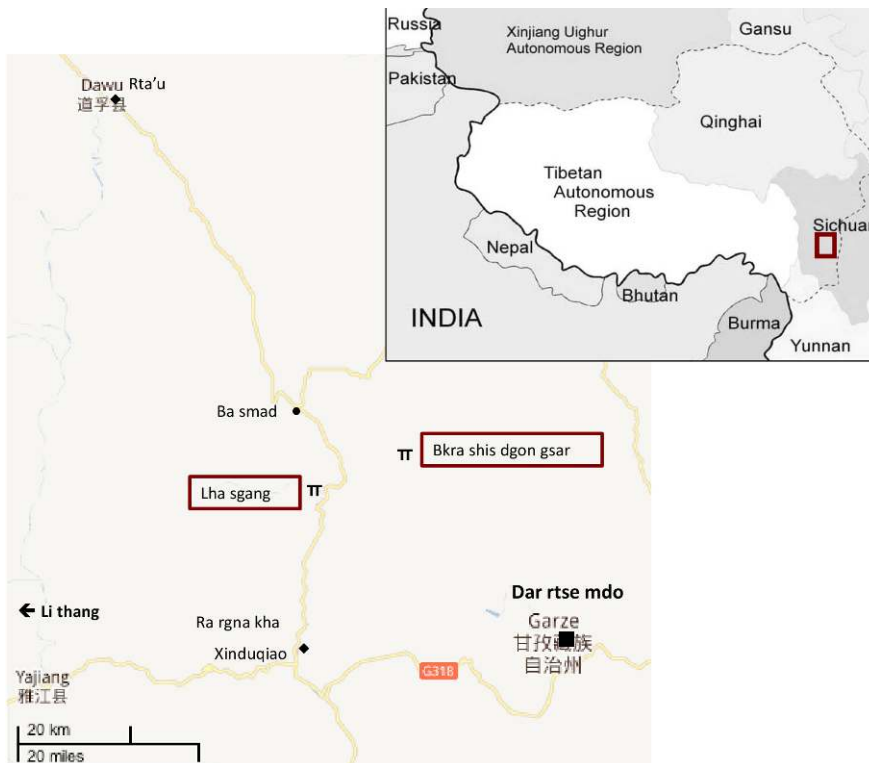 Russia
Xinjiang Uighur
Autonomous Region
Gansu
Pakistan
Qinghai
Tibetan
Autonomous
Region
Sichuan
Nepal
Bhutan
INDIA
Burma
Yunnan
Dawu Rta'u
道孚县
Ba smad
Bkra shis dgon gsar
Lha sgang
Dar rtse mdo
← Li thang
Ra rgna kha
Garze
甘孜藏族
自治州
Xinduqiao
G318
Yajiang
雅江县
20 km
20 miles